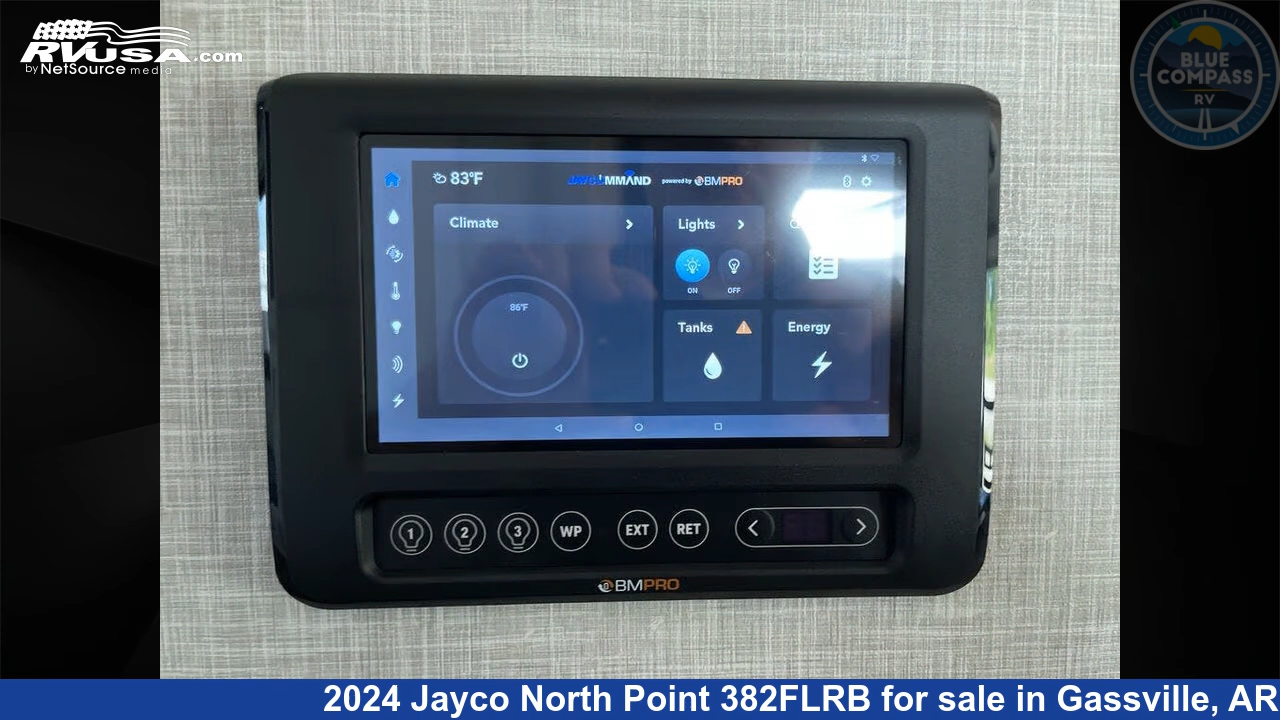 RVUSA.com
by NetSource media
BLUE
COMPASS
RV
83°F
JAYCOMMAND powered by BMPRO
Climate
Lights
86°F
ON
OFF
Tanks
Energy
1
2
3
WP
EXT
RET
BMPRO
2024 Jayco North Point 382FLRB for sale in Gassville, AR